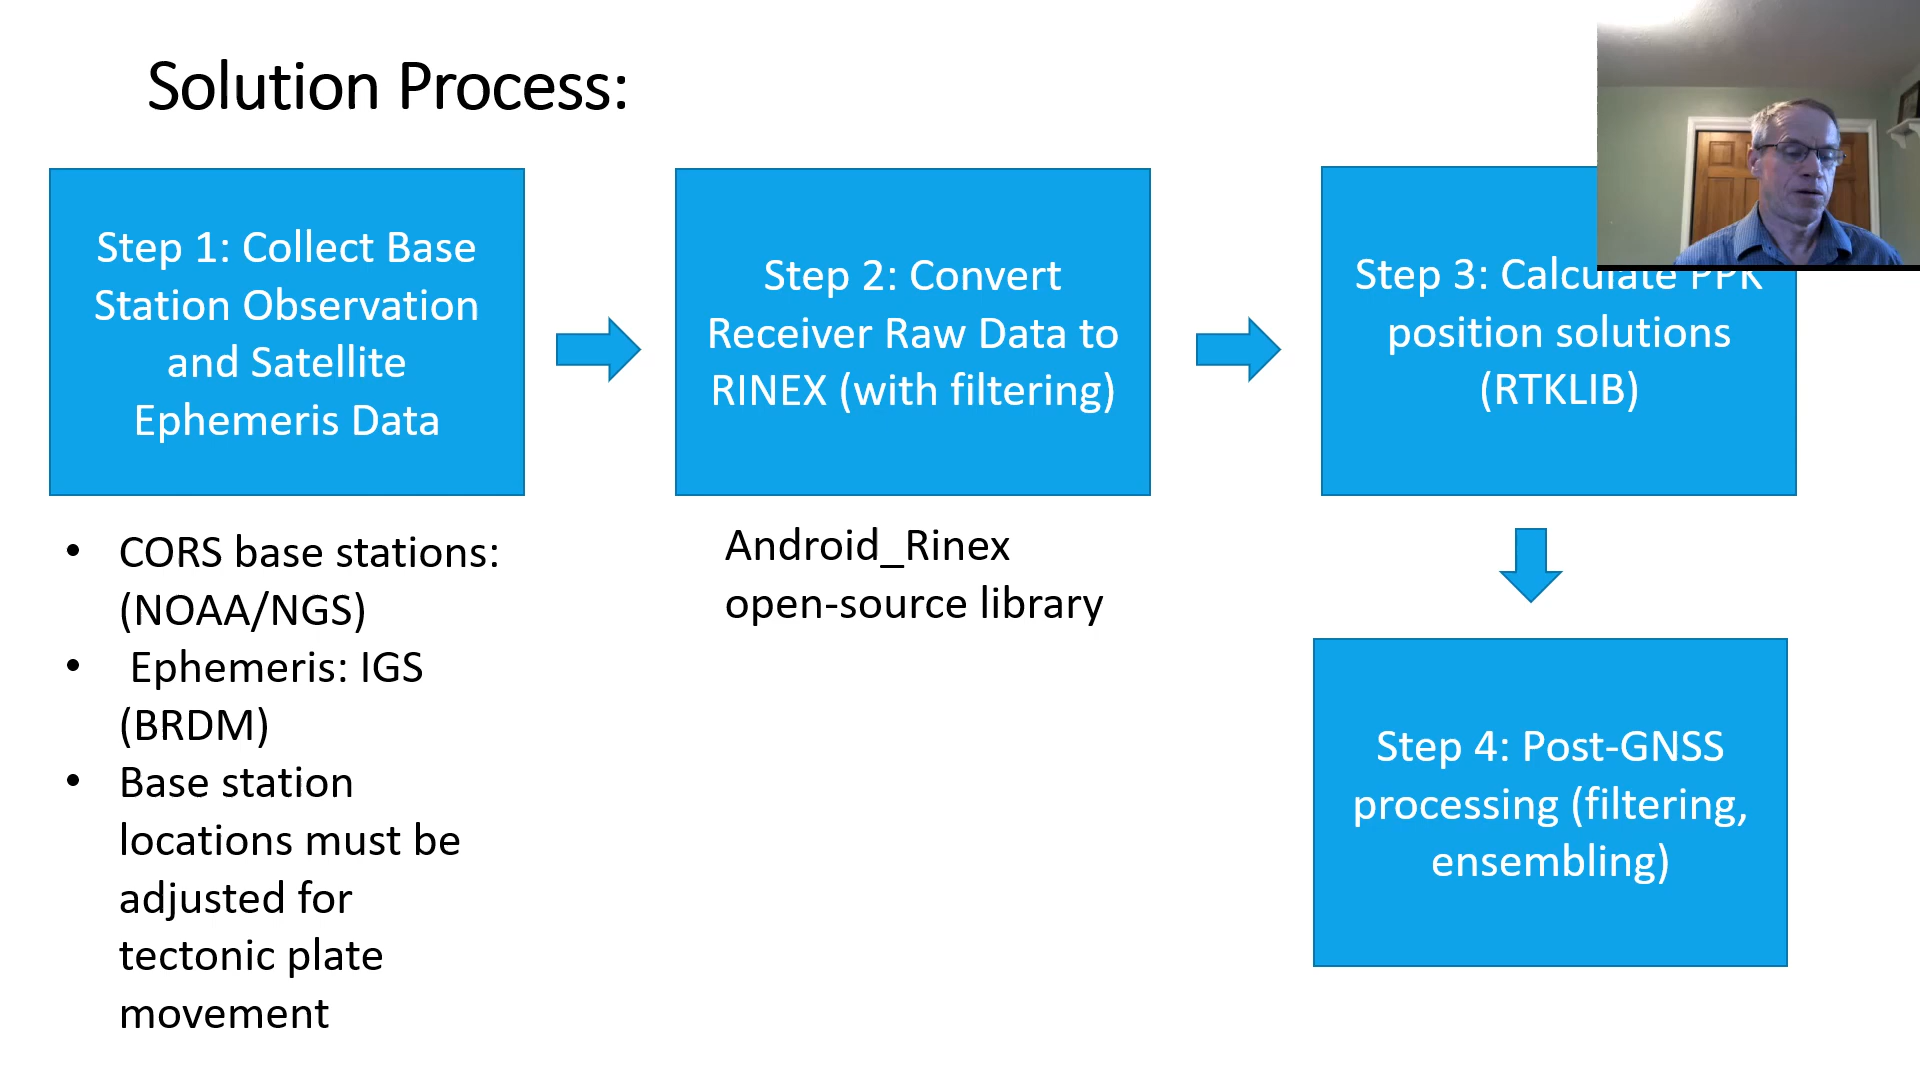 Solution Process:
Step 1: Collect Base
Station Observation
and Satellite
Ephemeris Data
Step 2: Convert
Receiver Raw Data to
RINEX (with filtering)
Step 3: Calculate PPK
position solutions
(RTKLIB)
• CORS base stations:
(NOAA/NGS)
• Ephemeris: IGS
(BRDM)
• Base station
locations must be
adjusted for
tectonic plate
movement
Android_Rinex
open-source library
Step 4: Post-GNSS
processing (filtering,
ensembling)